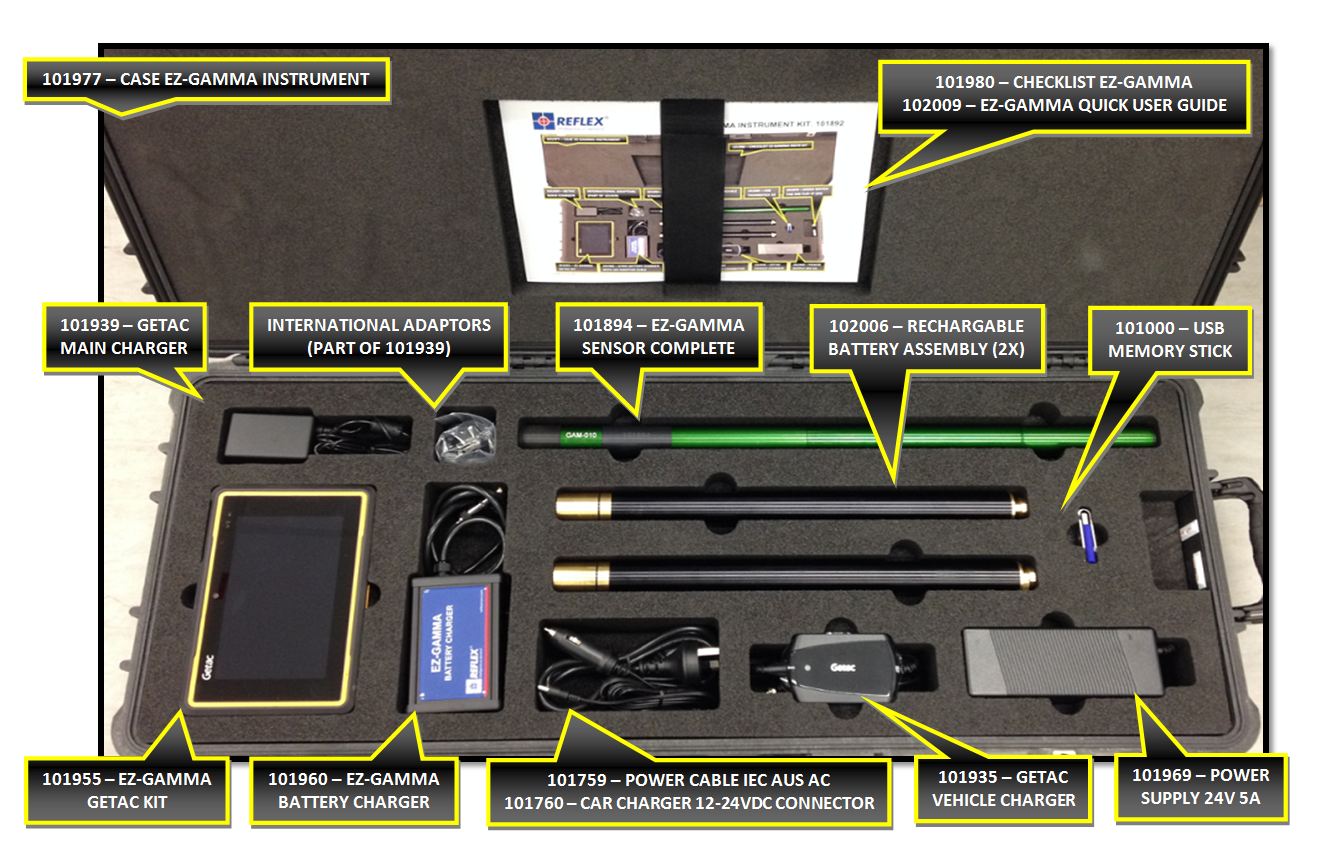 101977 – CASE EZ-GAMMA INSTRUMENT
101980 – CHECKLIST EZ-GAMMA
102009 – EZ-GAMMA QUICK USER GUIDE
REFLEX
MA INSTRUMENT KIT 101892
101939 – GETAC
MAIN CHARGER
INTERNATIONAL ADAPTORS
(PART OF 101939)
101894 – EZ-GAMMA
SENSOR COMPLETE
102006 – RECHARGABLE
BATTERY ASSEMBLY (2X)
101000 – USB
MEMORY STICK
GAM-010
Getac
EZ-GAMMA
BATTERY CHARGER
REFLEX
Getac
101955 – EZ-GAMMA
GETAC KIT
101960 – EZ-GAMMA
BATTERY CHARGER
101759 – POWER CABLE IEC AUS AC
101760 – CAR CHARGER 12-24VDC CONNECTOR
101935 – GETAC
VEHICLE CHARGER
101969 – POWER
SUPPLY 24V 5A